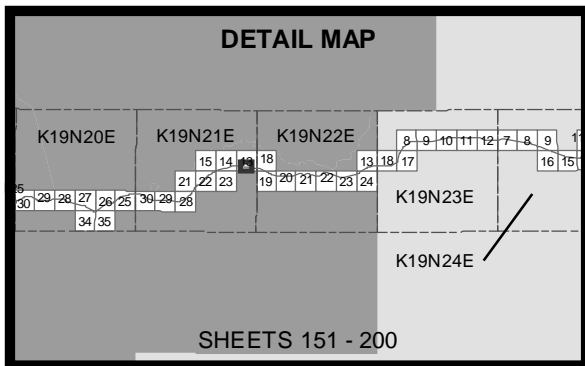 DETAIL MAP
K19N20E
K19N21E
K19N22E
8 9 10 11 12 7 8 9
15 14 13 18
13 18 17
16 15
21 22 23
19 20 21 22 23 24
25
30 29 28 27 26 25 30 29 28
34 35
K19N23E
K19N24E
SHEETS 151 - 200